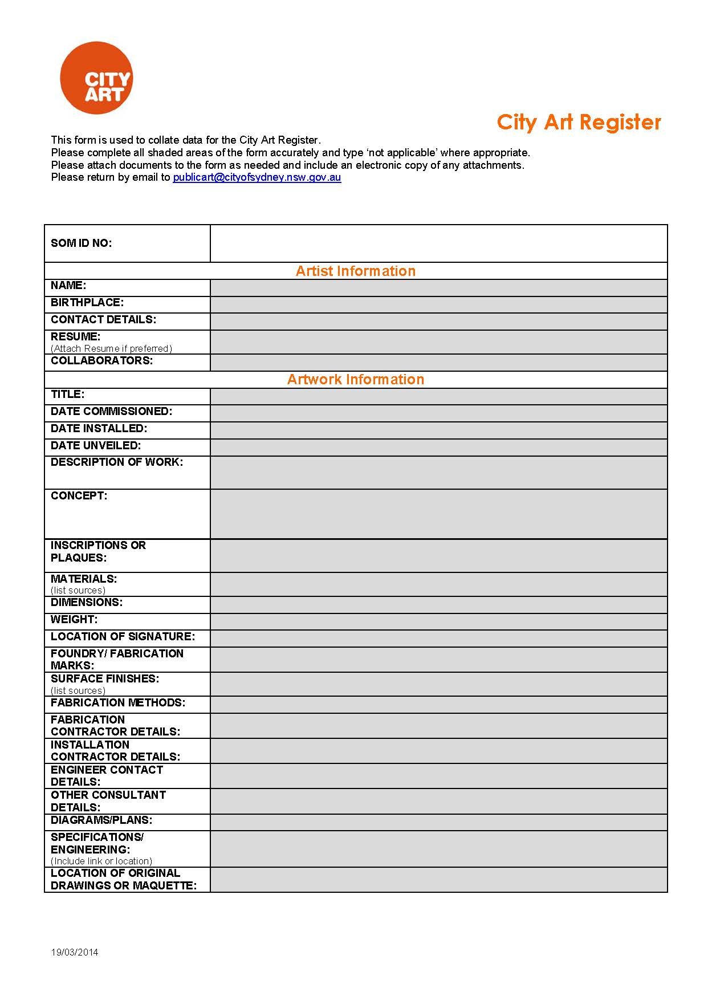 CITY
ART
City Art Register
This form is used to collate data for the City Art Register.
Please complete all shaded areas of the form accurately and type ‘not applicable’ where appropriate.
Please attach documents to the form as needed and include an electronic copy of any attachments.
Please return by email to publicart@cityofsydney.nsw.gov.au
SOM ID NO:
Artist Information
NAME:
BIRTHPLACE:
CONTACT DETAILS:
RESUME:
(Attach Resume if preferred)
COLLABORATORS:
Artwork Information
TITLE:
DATE COMMISSIONED:
DATE INSTALLED:
DATE UNVEILED:
DESCRIPTION OF WORK:
CONCEPT:
INSCRIPTIONS OR
PLAQUES:
MATERIALS:
(list sources)
DIMENSIONS:
WEIGHT:
LOCATION OF SIGNATURE:
FOUNDRY/ FABRICATION
MARKS:
SURFACE FINISHES:
(list sources)
FABRICATION METHODS:
FABRICATION
CONTRACTOR DETAILS:
INSTALLATION
CONTRACTOR DETAILS:
ENGINEER CONTACT
DETAILS:
OTHER CONSULTANT
DETAILS:
DIAGRAMS/PLANS:
SPECIFICATIONS/
ENGINEERING:
(Include link or location)
LOCATION OF ORIGINAL
DRAWINGS OR MAQUETTE:
19/03/2014